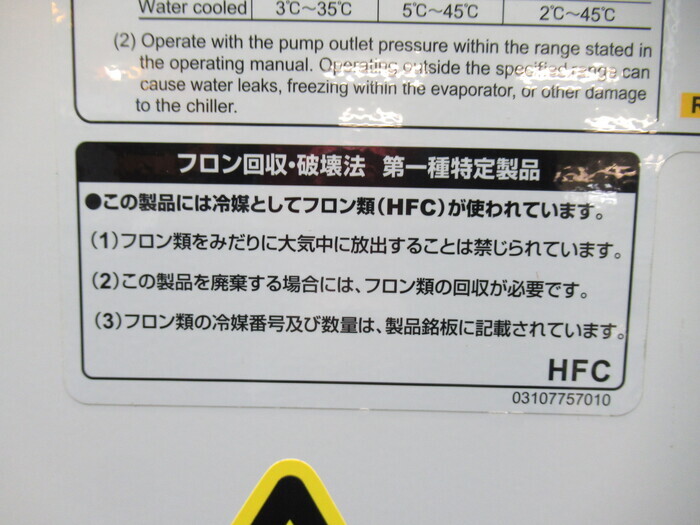 Water cooled 3℃～35℃ 5℃～45℃ 2℃～45℃
(2) Operate with the pump outlet pressure within the range stated in
the operating manual. Operating outside the specified range can
cause water leaks, freezing within the evaporator, or other damage
to the chiller.
R
フロン回収・破壊法 第一種特定製品
●この製品には冷媒としてフロン類(HFC)が使われています。
(1)フロン類をみだりに大気中に放出することは禁じられています。
(2)この製品を廃棄する場合には、フロン類の回収が必要です。
(3)フロン類の冷媒番号及び数量は、製品銘板に記載されています。
HFC
03107757010